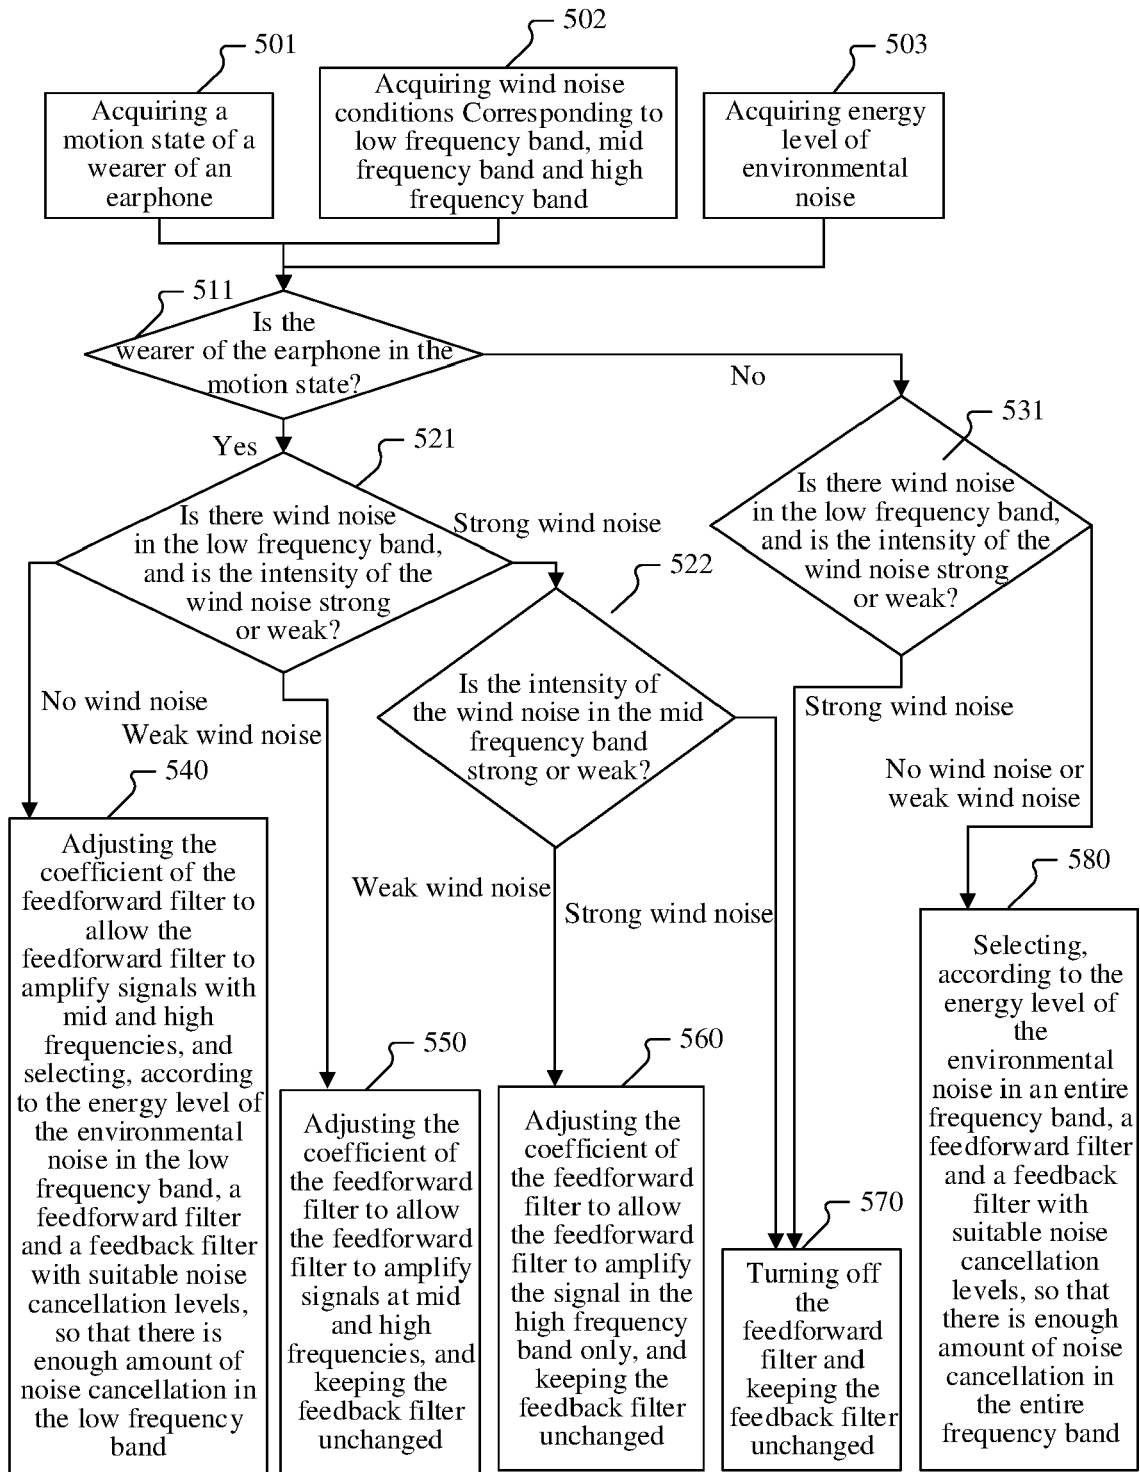 501
502
503
Acquiring a
motion state of a
wearer of an
earphone
Acquiring wind noise
conditions Corresponding to
low frequency band, mid
frequency band and high
frequency band
Acquiring energy
level of
environmental
noise
511
Is the
wearer of the earphone in the
motion state?
No
Yes
521
Is there wind noise
in the low frequency band,
and is the intensity of the
wind noise strong
or weak?
Strong wind noise
531
Is there wind noise
in the low frequency band,
and is the intensity of the
wind noise strong
or weak?
522
Is the intensity of
the wind noise in the mid
frequency band
strong or weak?
No wind noise
Weak wind noise
Strong wind noise
No wind noise or
weak wind noise
Weak wind noise
Strong wind noise
540
Adjusting the
coefficient of the
feedforward filter to
allow the
feedforward filter to
amplify signals with
mid and high
frequencies, and
selecting, according
to the energy level of
the environmental
noise in the low
frequency band, a
feedforward filter
and a feedback filter
with suitable noise
cancellation levels,
so that there is
enough amount of
noise cancellation in
the low frequency
band
550
Adjusting the
coefficient of
the feedforward
filter to allow
the feedforward
filter to amplify
signals at mid
and high
frequencies, and
keeping the
feedback filter
unchanged
560
Adjusting the
coefficient of
the feedforward
filter to allow
the feedforward
filter to amplify
the signal in the
high frequency
band only, and
keeping the
feedback filter
unchanged
570
Turning off
the
feedforward
filter and
keeping the
feedback filter
unchanged
580
Selecting,
according to the
energy level of
the
environmental
noise in an entire
frequency band, a
feedforward filter
and a feedback
filter with
suitable noise
cancellation
levels, so that
there is enough
amount of noise
cancellation in
the entire
frequency band